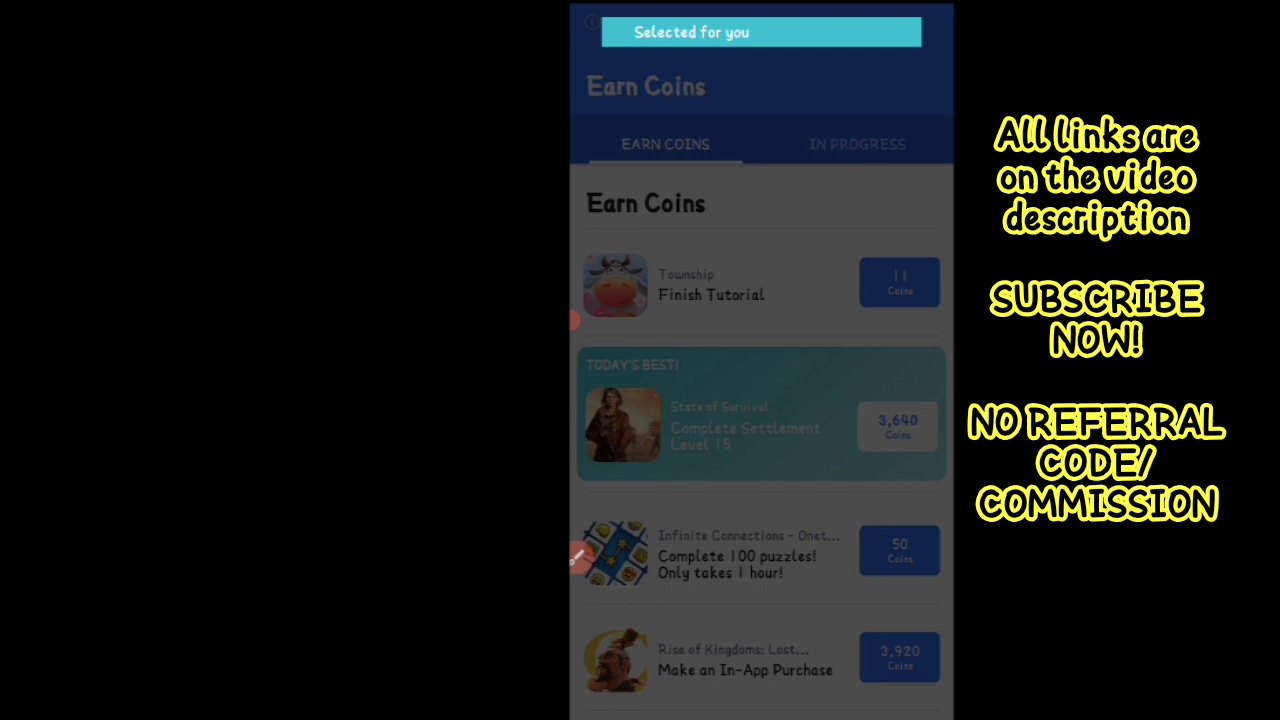 Selected for you
Earn Coins
EARN COINS
IN PROGRESS
Earn Coins
Township
Finish Tutorial
11
Coins
TODAY'S BEST!
State of Survival
Complete Settlement
Level 15
3,640
Coins
Infinite Connections - Onet...
Complete 100 puzzles!
Only takes 1 hour!
50
Coins
Rise of Kingdoms: Lost...
Make an In-App Purchase
3,920
Coins
All links are
on the video
description
SUBSCRIBE
NOW!
NO REFERRAL
CODE/
COMMISSION